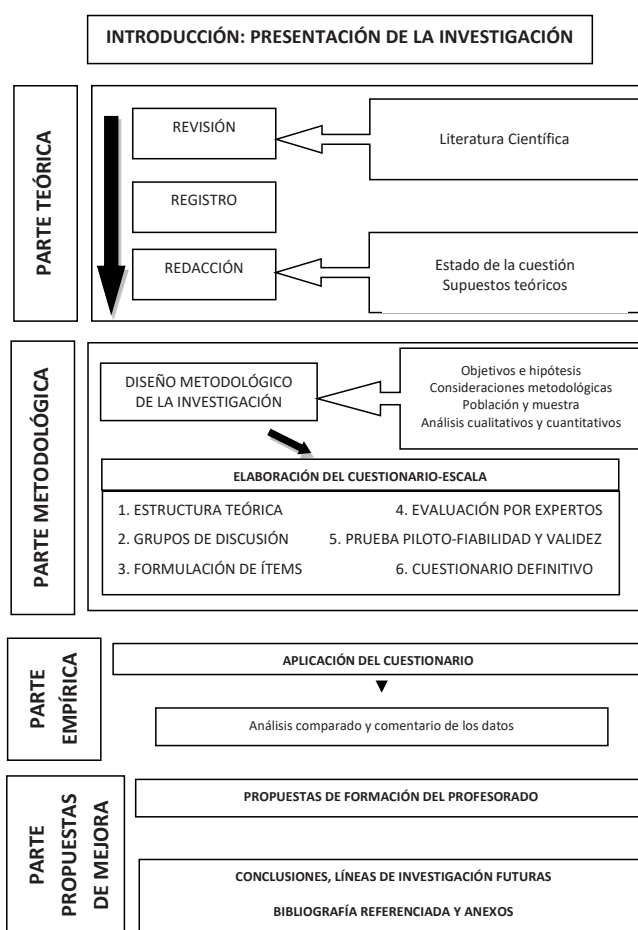 INTRODUCCIÓN: PRESENTACIÓN DE LA INVESTIGACIÓN
PARTE TEÓRICA
REVISIÓN
Literatura Científica
REGISTRO
REDACCIÓN
Estado de la cuestión
Supuestos teóricos
PARTE METODOLÓGICA
DISEÑO METODOLÓGICO
DE LA INVESTIGACIÓN
Objetivos e hipótesis
Consideraciones metodológicas
Población y muestra
Análisis cualitativos y cuantitativos
ELABORACIÓN DEL CUESTIONARIO-ESCALA
1. ESTRUCTURA TEÓRICA
4. EVALUACIÓN POR EXPERTOS
2. GRUPOS DE DISCUSIÓN
5. PRUEBA PILOTO-FIABILIDAD Y VALIDEZ
3. FORMULACIÓN DE ÍTEMS
6. CUESTIONARIO DEFINITIVO
PARTE
EMPÍRICA
APLICACIÓN DEL CUESTIONARIO
Análisis comparado y comentario de los datos
PARTE
PROPUESTAS
DE MEJORA
PROPUESTAS DE FORMACIÓN DEL PROFESORADO
CONCLUSIONES, LÍNEAS DE INVESTIGACIÓN FUTURAS
BIBLIOGRAFÍA REFERENCIADA Y ANEXOS